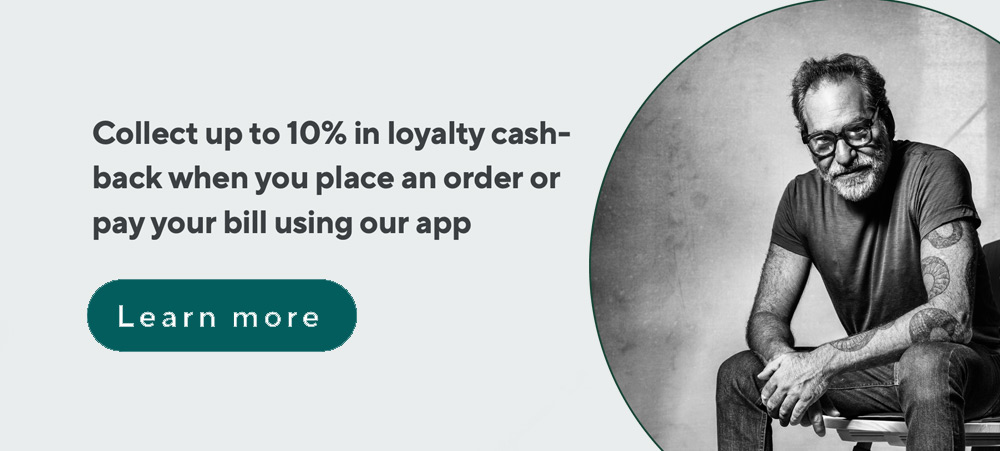 Collect up to 10% in loyalty cash-
back when you place an order or
pay your bill using our app
Learn more